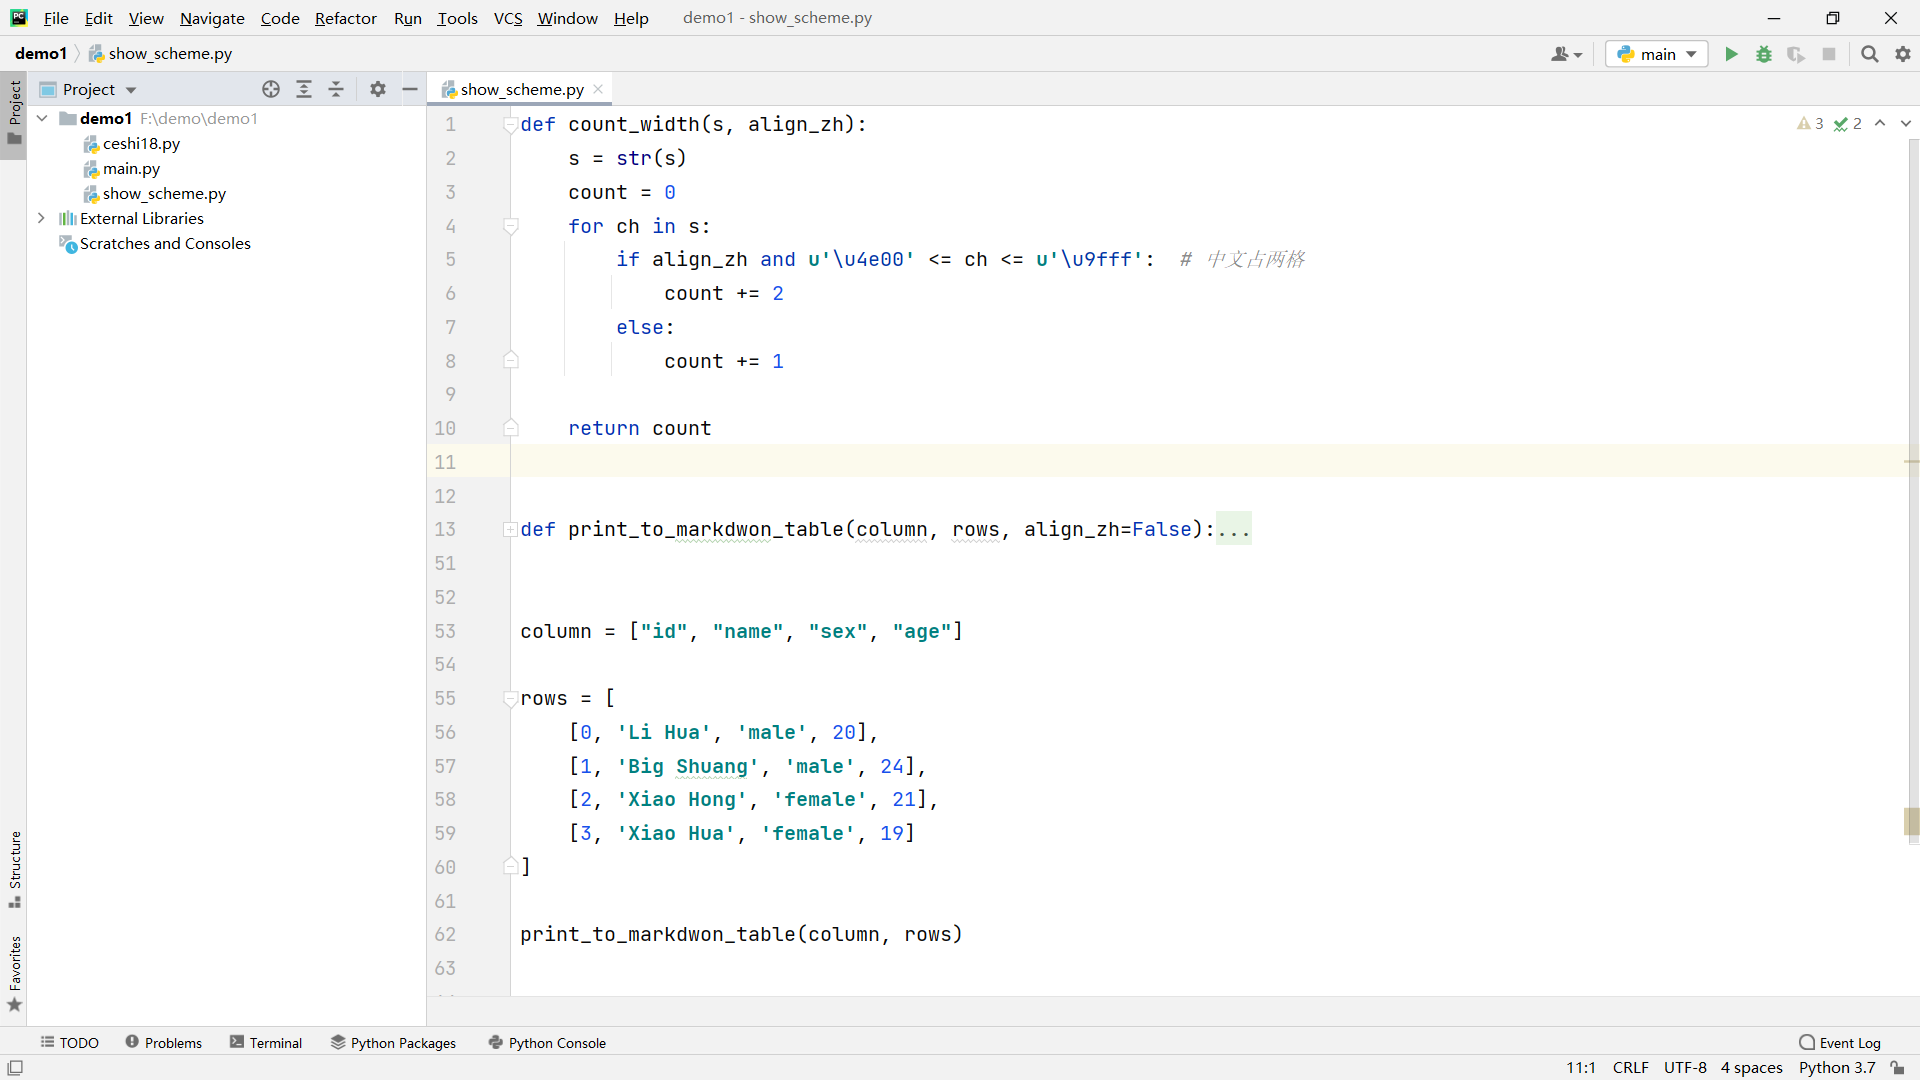 File Edit View Navigate Code Refactor Run Tools VCS Window Help demo1 - show_scheme.py
demo1 show_scheme.py main
Project
Project
show_scheme.py
demo1 F:\demo\demo1
ceshi18.py
main.py
show_scheme.py
External Libraries
Scratches and Consoles
Structure
Favorites
3 2
1 def count_width(s, align_zh):
2 s = str(s)
3 count = 0
4 for ch in s:
5 if align_zh and u'\u4e00' <= ch <= u'\u9fff': # 中文占两格
6 count += 2
7 else:
8 count += 1
9
10 return count
11
12
13 def print_to_markdwon_table(column, rows, align_zh=False):...
51
52
53 column = ["id", "name", "sex", "age"]
54
55 rows = [
56 [0, 'Li Hua', 'male', 20],
57 [1, 'Big Shuang', 'male', 24],
58 [2, 'Xiao Hong', 'female', 21],
59 [3, 'Xiao Hua', 'female', 19]
60 ]
61
62 print_to_markdwon_table(column, rows)
63
TODO Problems Terminal Python Packages Python Console Event Log
11:1 CRLF UTF-8 4 spaces Python 3.7